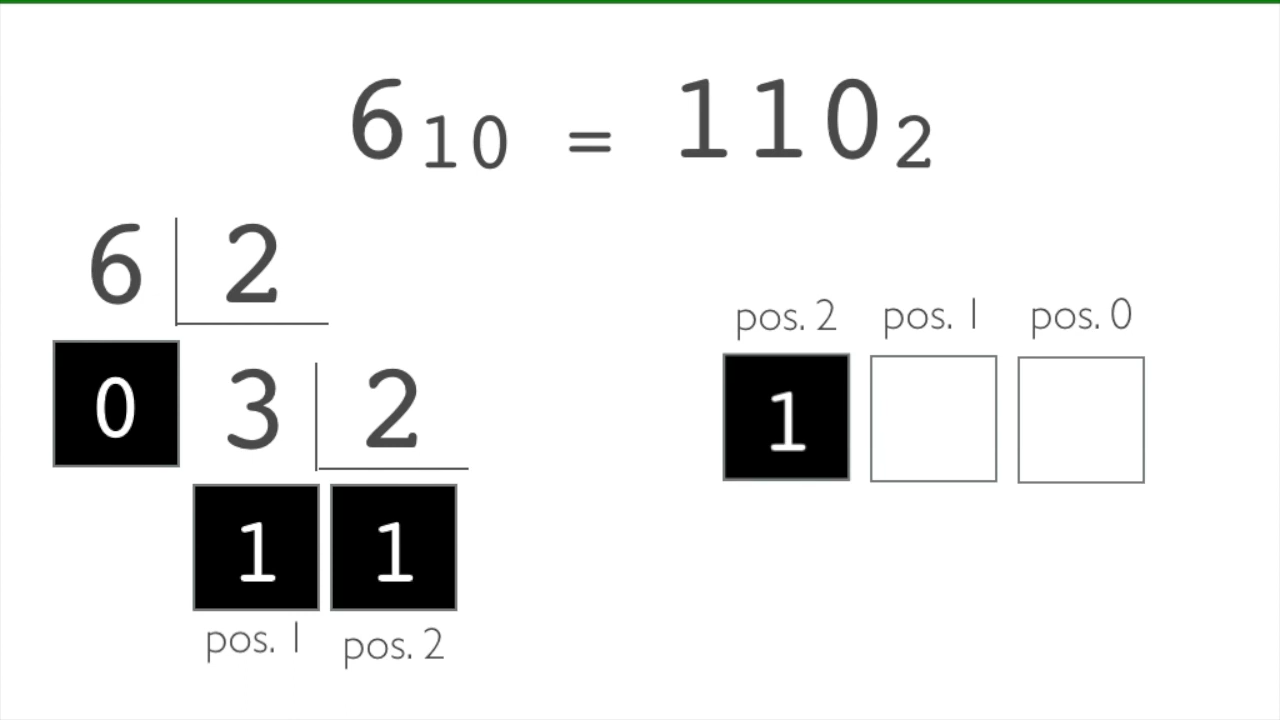 6₁₀ = 110₂
6 2
pos. 2 pos. 1 pos. 0
0 3 2
1
1 1
pos. 1 pos. 2